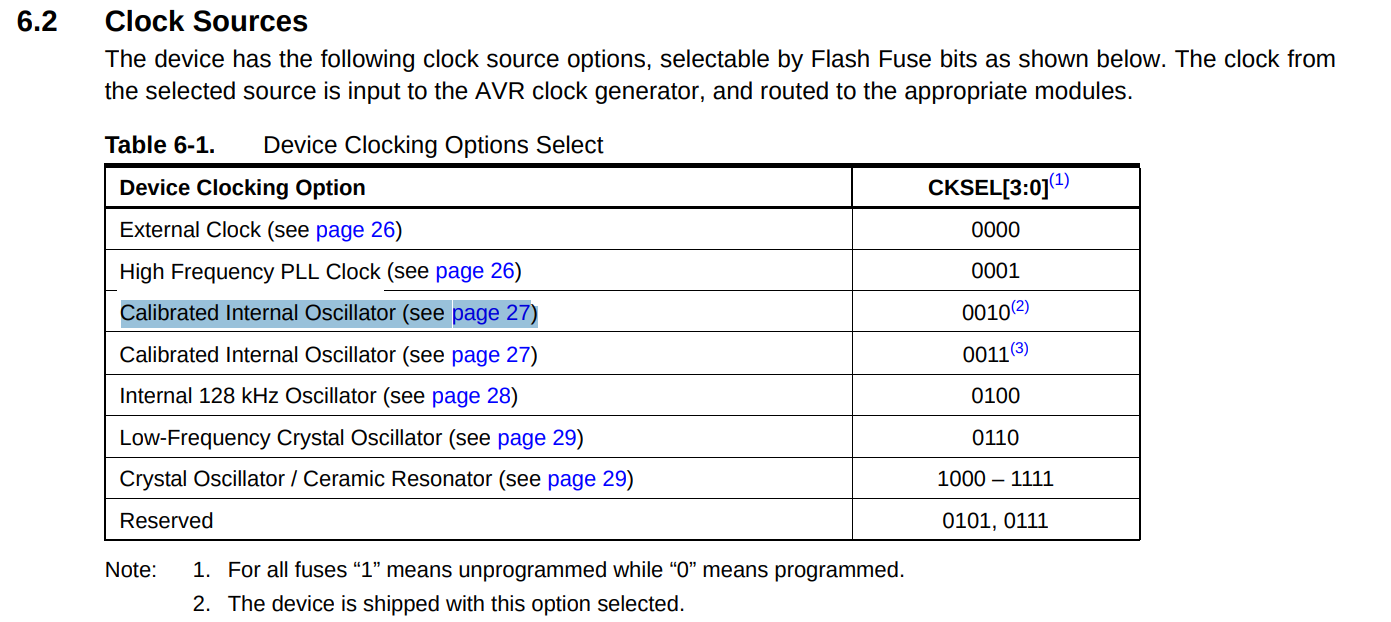 6.2 Clock Sources
The device has the following clock source options, selectable by Flash Fuse bits as shown below. The clock from
the selected source is input to the AVR clock generator, and routed to the appropriate modules.
Table 6-1. Device Clocking Options Select
Device Clocking Option CKSEL[3:0](1)
External Clock (see page 26) 0000
High Frequency PLL Clock (see page 26) 0001
Calibrated Internal Oscillator (see page 27) 0010(2)
Calibrated Internal Oscillator (see page 27) 0011(3)
Internal 128 kHz Oscillator (see page 28) 0100
Low-Frequency Crystal Oscillator (see page 29) 0110
Crystal Oscillator / Ceramic Resonator (see page 29) 1000 – 1111
Reserved 0101, 0111
Note: 1. For all fuses “1” means unprogrammed while “0” means programmed.
2. The device is shipped with this option selected.